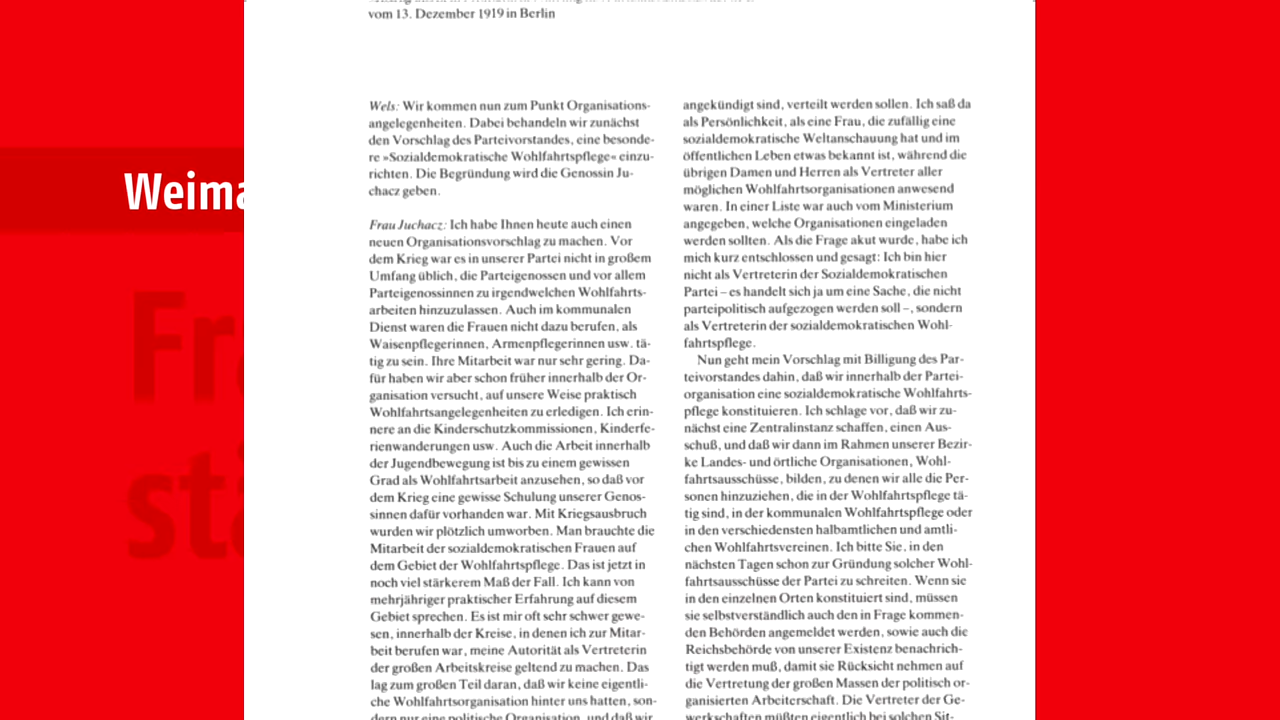 vom 13. Dezember 1919 in Berlin
Weima
Fra
stä
Wels: Wir kommen nun zum Punkt Organisations-
angelegenheiten. Dabei behandeln wir zunächst
den Vorschlag des Parteivorstandes, eine besonde-
re »Sozialdemokratische Wohlfahrtspflege« einzu-
richten. Die Begründung wird die Genossin Ju-
chacz geben.
Frau Juchacz: Ich habe Ihnen heute auch einen
neuen Organisationsvorschlag zu machen. Vor
dem Krieg war es in unserer Partei nicht in großem
Umfang üblich, die Parteigenossen und vor allem
Parteigenossinnen zu irgendwelchen Wohlfahrts-
arbeiten hinzuzulassen. Auch im kommunalen
Dienst waren die Frauen nicht dazu berufen, als
Waisenpflegerinnen, Armenpflegerinnen usw. tä-
tig zu sein. Ihre Mitarbeit war nur sehr gering. Da-
für haben wir aber schon früher innerhalb der Or-
ganisation versucht, auf unsere Weise praktisch
Wohlfahrtsangelegenheiten zu erledigen. Ich erin-
nere an die Kinderschutzkommissionen, Kinderfe-
rienwanderungen usw. Auch die Arbeit innerhalb
der Jugendbewegung ist bis zu einem gewissen
Grad als Wohlfahrtsarbeit anzusehen, so daß vor
dem Krieg eine gewisse Schulung unserer Genos-
sinnen dafür vorhanden war. Mit Kriegsausbruch
wurden wir plötzlich umworben. Man brauchte die
Mitarbeit der sozialdemokratischen Frauen auf
dem Gebiet der Wohlfahrtspflege. Das ist jetzt in
noch viel stärkerem Maß der Fall. Ich kann von
mehrjähriger praktischer Erfahrung auf diesem
Gebiet sprechen. Es ist mir oft sehr schwer gewe-
sen, innerhalb der Kreise, in denen ich zur Mitar-
beit berufen war, meine Autorität als Vertreterin
der großen Arbeitskreise geltend zu machen. Das
lag zum großen Teil daran, daß wir keine eigentli-
che Wohlfahrtsorganisation hinter uns hatten, son-
dern nur eine politische Organisation, und daß wir
angekündigt sind, verteilt werden sollen. Ich saß da
als Persönlichkeit, als eine Frau, die zufällig eine
sozialdemokratische Weltanschauung hat und im
öffentlichen Leben etwas bekannt ist, während die
übrigen Damen und Herren als Vertreter aller
möglichen Wohlfahrtsorganisationen anwesend
waren. In einer Liste war auch vom Ministerium
angegeben, welche Organisationen eingeladen
werden sollten. Als die Frage akut wurde, habe ich
mich kurz entschlossen und gesagt: Ich bin hier
nicht als Vertreterin der Sozialdemokratischen
Partei – es handelt sich ja um eine Sache, die nicht
parteipolitisch aufgezogen werden soll –, sondern
als Vertreterin der sozialdemokratischen Wohl-
fahrtspflege.
Nun geht mein Vorschlag mit Billigung des Par-
teivorstandes dahin, daß wir innerhalb der Partei-
organisation eine sozialdemokratische Wohlfahrts-
pflege konstituieren. Ich schlage vor, daß wir zu-
nächst eine Zentralinstanz schaffen, einen Aus-
schuß, und daß wir dann im Rahmen unserer Bezir-
ke Landes- und örtliche Organisationen, Wohl-
fahrtsausschüsse, bilden, zu denen wir alle die Per-
sonen hinzuziehen, die in der Wohlfahrtspflege tä-
tig sind, in der kommunalen Wohlfahrtspflege oder
in den verschiedensten halbamtlichen und amtli-
chen Wohlfahrtsvereinen. Ich bitte Sie, in den
nächsten Tagen schon zur Gründung solcher Wohl-
fahrtsausschüsse der Partei zu schreiten. Wenn sie
in den einzelnen Orten konstituiert sind, müssen
sie selbstverständlich auch den in Frage kommen-
den Behörden angemeldet werden, sowie auch die
Reichsbehörde von unserer Existenz benachrich-
tigt werden muß, damit sie Rücksicht nehmen auf
die Vertretung der großen Massen der politisch or-
ganisierten Arbeiterschaft. Die Vertreter der Ge-
werkschaften müßten eigentlich bei solchen Sit-